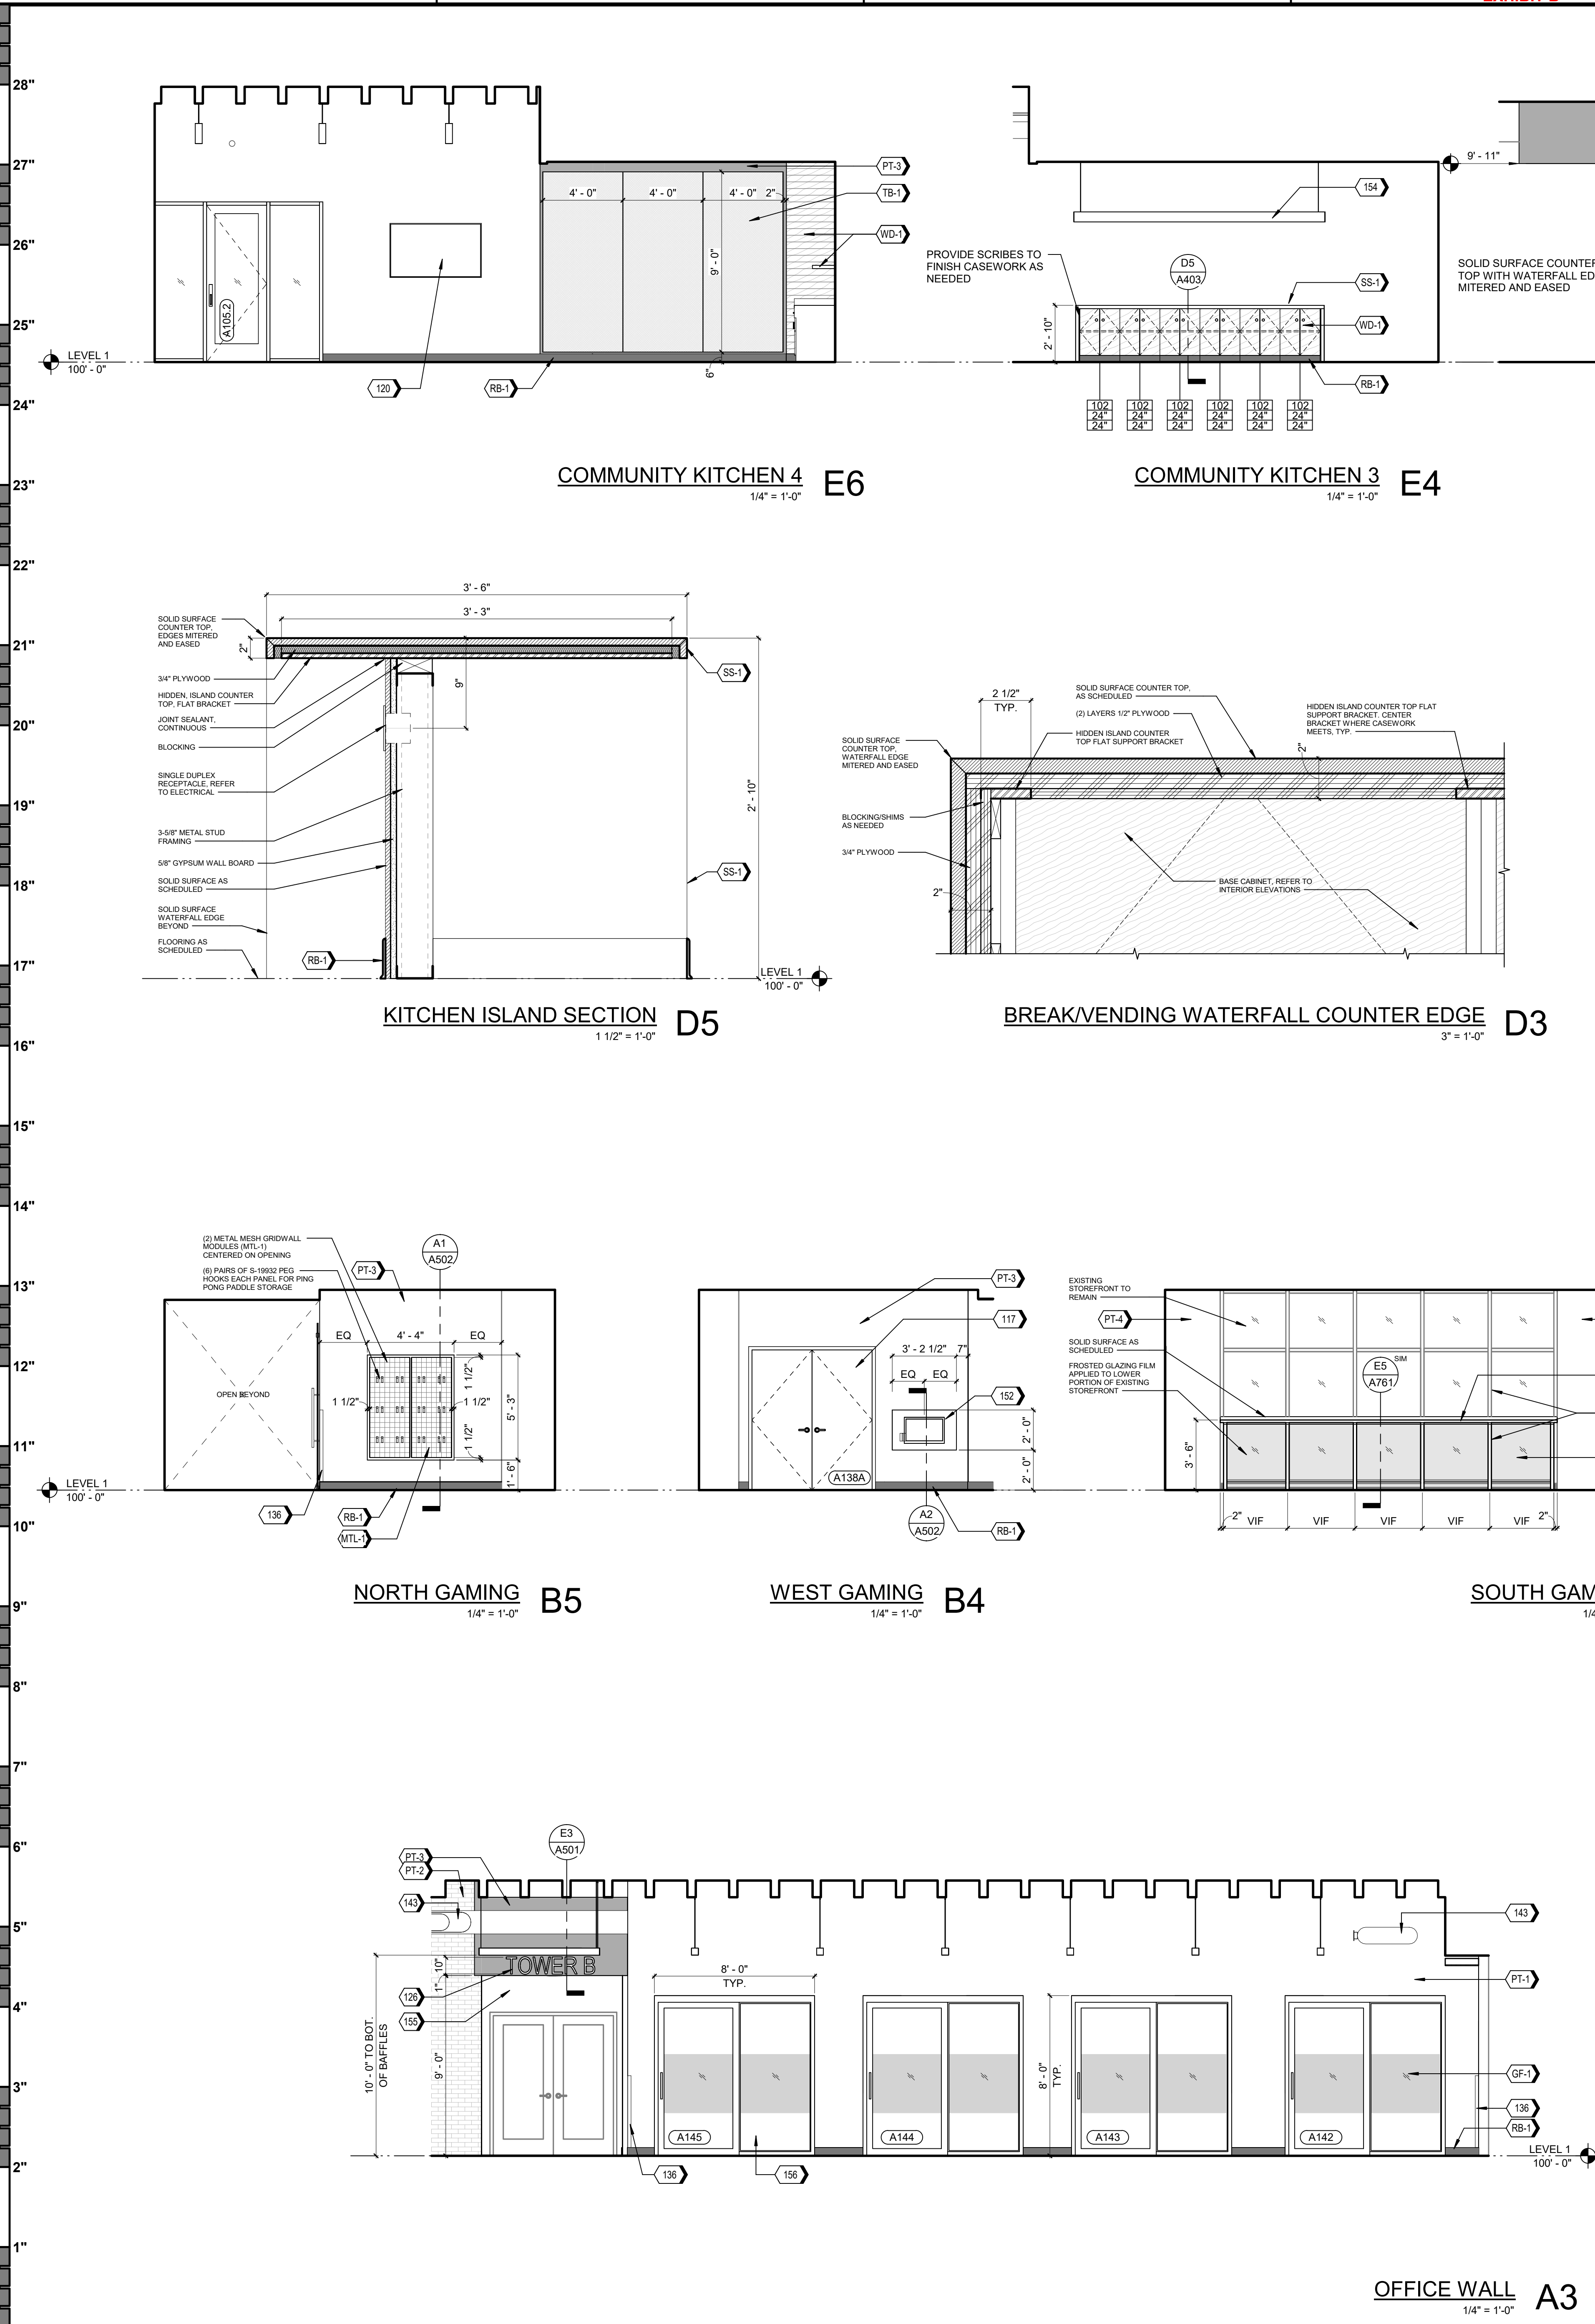 28"
27"
26"
25"
24"
23"
22"
21"
20"
19"
18"
17"
16"
15"
14"
13"
12"
11"
10"
9"
8"
7"
6"
5"
4"
3"
2"
1"
4' - 0"
4' - 0"
4' - 0"
2"
9' - 0"
6"
PT-3
TB-1
WD-1
A105.2
LEVEL 1
100' - 0"
120
RB-1
COMMUNITY KITCHEN 4 E6
1/4" = 1'-0"
9' - 11"
154
PROVIDE SCRIBES TO
FINISH CASEWORK AS
NEEDED
D5
A403
SS-1
WD-1
2' - 10"
RB-1
102 102 102 102 102 102
24" 24" 24" 24" 24" 24"
24" 24" 24" 24" 24" 24"
COMMUNITY KITCHEN 3 E4
1/4" = 1'-0"
SOLID SURFACE COUNTER
TOP WITH WATERFALL ED
MITERED AND EASED
3' - 6"
3' - 3"
SOLID SURFACE
COUNTER TOP,
EDGES MITERED
AND EASED
2"
3/4" PLYWOOD
HIDDEN, ISLAND COUNTER
TOP, FLAT BRACKET
JOINT SEALANT,
CONTINUOUS
BLOCKING
SINGLE DUPLEX
RECEPTACLE, REFER
TO ELECTRICAL
3-5/8" METAL STUD
FRAMING
5/8" GYPSUM WALL BOARD
SOLID SURFACE AS
SCHEDULED
SOLID SURFACE
WATERFALL EDGE
BEYOND
FLOORING AS
SCHEDULED
9"
SS-1
2' - 10"
SS-1
RB-1
LEVEL 1
100' - 0"
KITCHEN ISLAND SECTION D5
1 1/2" = 1'-0"
2 1/2"
TYP.
SOLID SURFACE COUNTER TOP,
AS SCHEDULED
(2) LAYERS 1/2" PLYWOOD
HIDDEN ISLAND COUNTER
TOP FLAT SUPPORT BRACKET
HIDDEN ISLAND COUNTER TOP FLAT
SUPPORT BRACKET. CENTER
BRACKET WHERE CASEWORK
MEETS, TYP.
2"
SOLID SURFACE
COUNTER TOP,
WATERFALL EDGE
MITERED AND EASED
BLOCKING/SHIMS
AS NEEDED
3/4" PLYWOOD
2"
BASE CABINET, REFER TO
INTERIOR ELEVATIONS
BREAK/VENDING WATERFALL COUNTER EDGE D3
3" = 1'-0"
(2) METAL MESH GRIDWALL
MODULES (MTL-1)
CENTERED ON OPENING
(6) PAIRS OF S-19932 PEG
HOOKS EACH PANEL FOR PING
PONG PADDLE STORAGE
PT-3
A1
A502
EQ
4' - 4"
EQ
1 1/2"
1 1/2"
1 1/2"
1 1/2"
5' - 3"
1' - 6"
OPEN BEYOND
LEVEL 1
100' - 0"
136
RB-1
MTL-1
NORTH GAMING B5
1/4" = 1'-0"
PT-3
117
3' - 2 1/2"
7"
EQ
EQ
152
2' - 0"
2' - 0"
A138A
A2
A502
RB-1
WEST GAMING B4
1/4" = 1'-0"
EXISTING
STOREFRONT TO
REMAIN
PT-4
SOLID SURFACE AS
SCHEDULED
FROSTED GLAZING FILM
APPLIED TO LOWER
PORTION OF EXISTING
STOREFRONT
E5
A761
SIM
3' - 6"
2"
VIF
VIF
VIF
VIF
VIF
2"
SOUTH GAM
1/4
E3
A501
PT-3
PT-2
143
TOWER B
1' - 10"
126
155
10' - 0" TO BOT.
OF BAFFLES
9' - 0"
8' - 0"
TYP.
8' - 0"
TYP.
A145
A144
A143
A142
136
156
143
PT-1
GF-1
136
RB-1
LEVEL 1
100' - 0"
OFFICE WALL A3
1/4" = 1'-0"